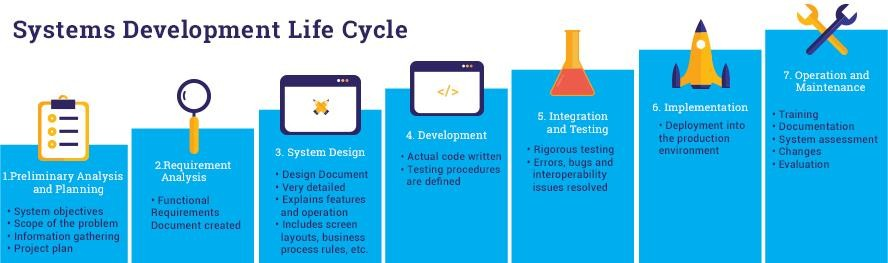 Systems Development Life Cycle
1.Preliminary Analysis
and Planning
• System objectives
• Scope of the problem
• Information gathering
• Project plan
2.Requirement
Analysis
• Functional
Requirements
Document created
3. System Design
• Design Document
• Very detailed
• Explains features
and operation
• Includes screen
layouts, business
process rules, etc.
</>
4. Development
• Actual code written
• Testing procedures
are defined
5. Integration
and Testing
• Rigorous testing
• Errors, bugs and
interoperability
issues resolved
6. Implementation
• Deployment into
the production
environment
7. Operation and
Maintenance
• Training
• Documentation
• System assessment
• Changes
• Evaluation